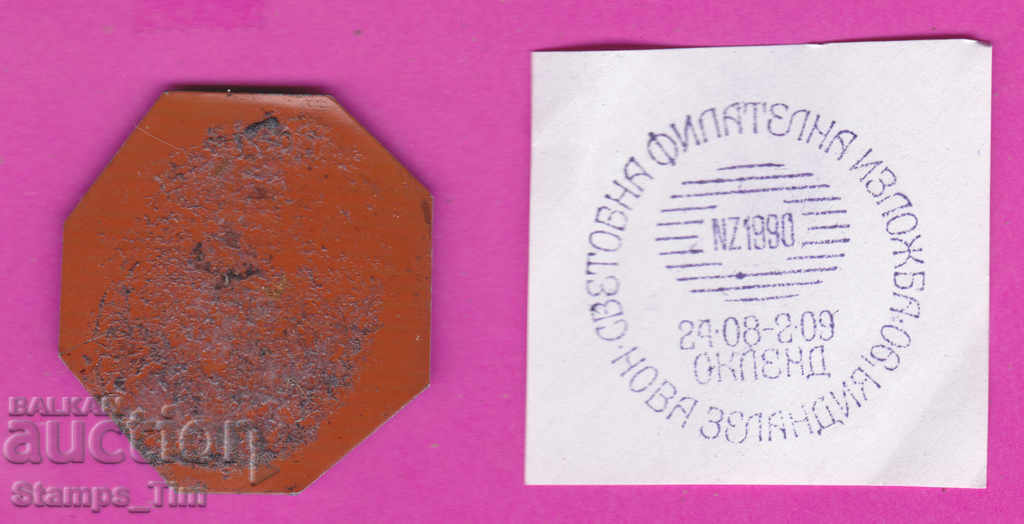 СВЕТОВНА ФИЛАТЕЛНА ИЗЛОЖБА·
НОВА ЗЕЛАНДИЯ'90·
NZ1990
24·08-2·09
ОКЛЕНД
BALKAN
auction
Stamps_Tim